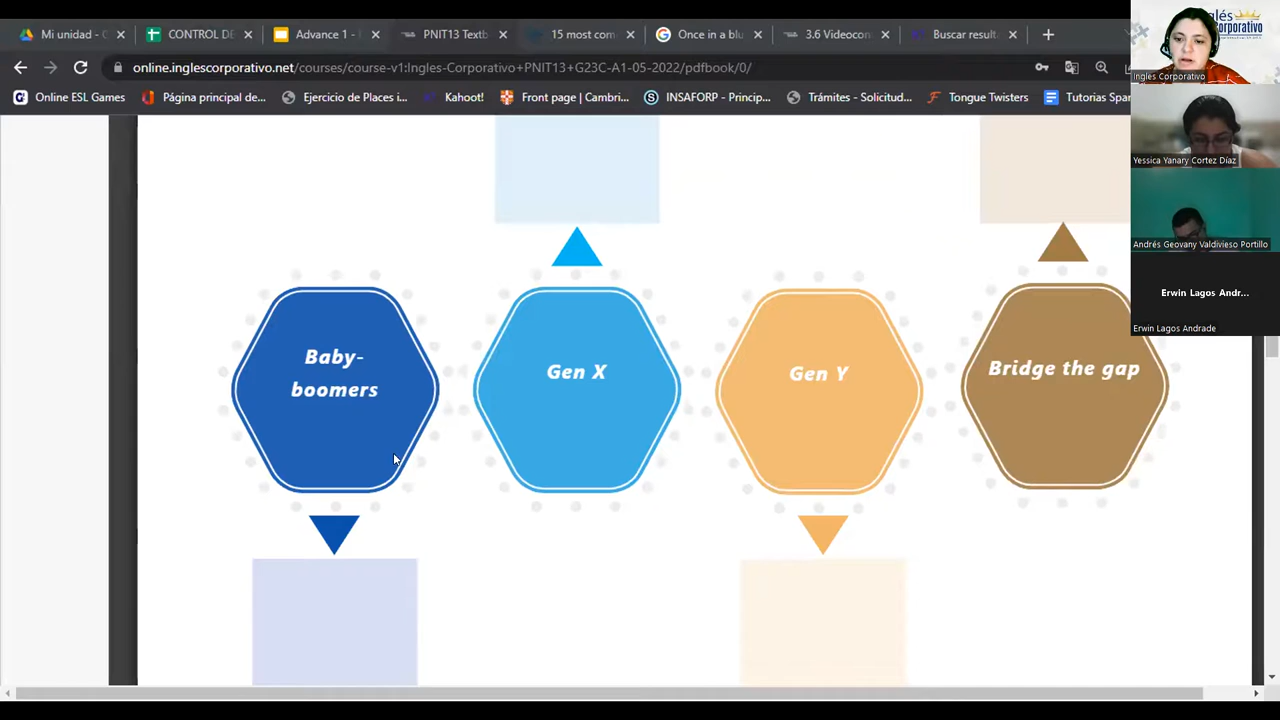 Mi unidad - G
CONTROL DE
Advance 1 -
PNIT13 Textb
15 most com
Once in a blu
3.6 Videocon
Buscar result
online.inglescorporativo.net/courses/course-v1:Ingles-Corporativo+PNIT13+G23C-A1-05-2022/pdfbook/0/
Online ESL Games
Página principal de...
Ejercicio de Places i...
Kahoot!
Front page | Cambri...
INSAFORP - Princip...
Trámites - Solicitud...
Tongue Twisters
Tutorias Spar
Baby-
boomers
Gen X
Gen Y
Bridge the gap
Ingles Corporativo
Yessica Yanary Cortez Díaz
Andrés Geovany Valdivieso Portillo
Erwin Lagos Andr...
Erwin Lagos Andrade